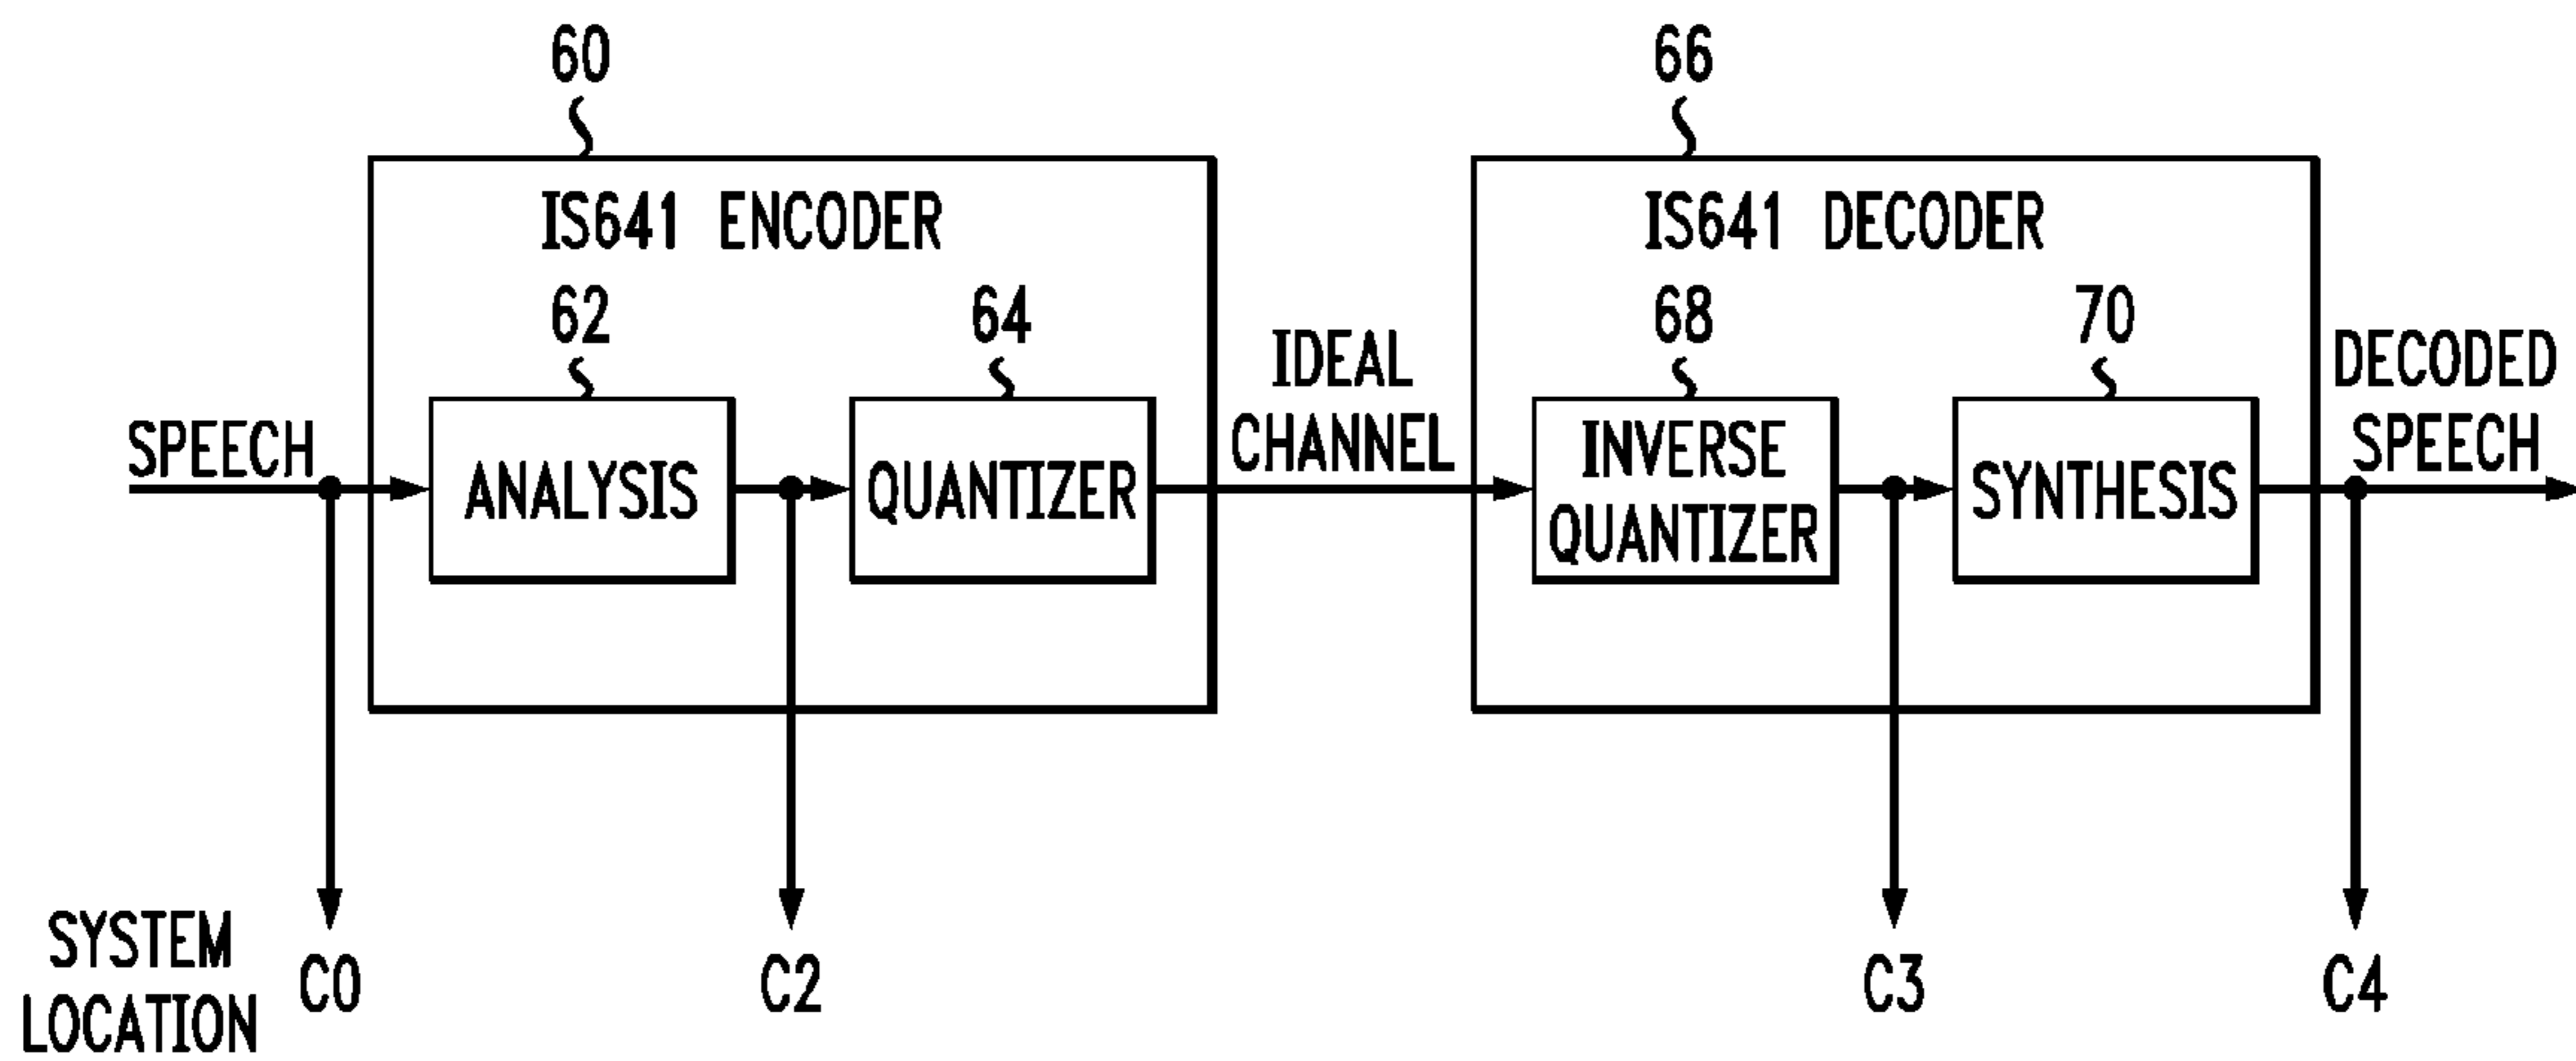 60
66
IS641 ENCODER
IS641 DECODER
62
64
68
70
IDEAL
CHANNEL
DECODED
SPEECH
SPEECH
ANALYSIS
QUANTIZER
INVERSE
QUANTIZER
SYNTHESIS
SYSTEM
LOCATION
C0
C2
C3
C4